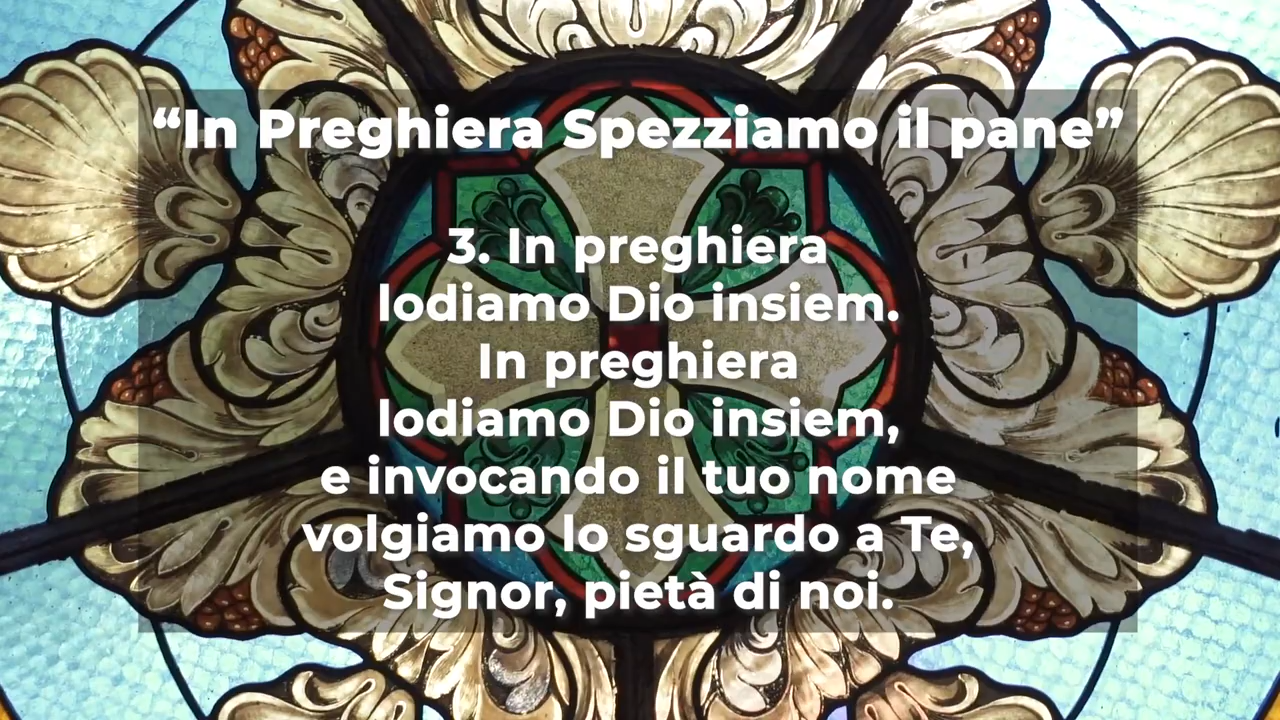 “In Preghiera Spezziamo il pane”
3. In preghiera
lodiamo Dio insiem.
In preghiera
lodiamo Dio insiem,
e invocando il tuo nome
volgiamo lo sguardo a Te,
Signor, pietà di noi.